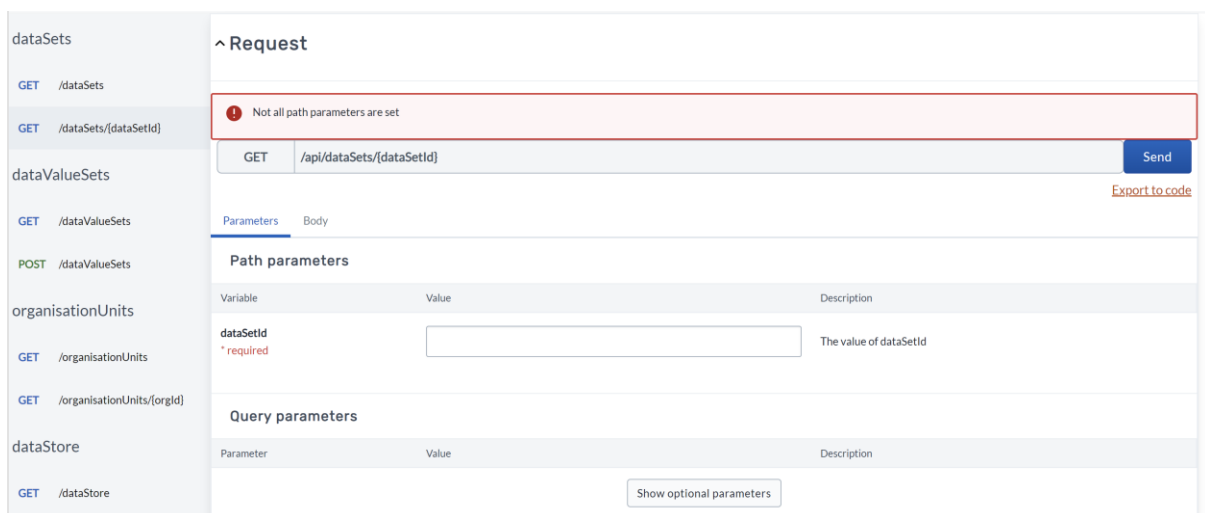 dataSets
GET /dataSets
GET /dataSets/{dataSetId}
dataValueSets
GET /dataValueSets
POST /dataValueSets
organisationUnits
GET /organisationUnits
GET /organisationUnits/{orgId}
dataStore
GET /dataStore
Request
Not all path parameters are set
GET /api/dataSets/{dataSetId} Send
Export to code
Parameters Body
Path parameters
Variable Value Description
dataSetId
* required
The value of dataSetId
Query parameters
Parameter Value Description
Show optional parameters